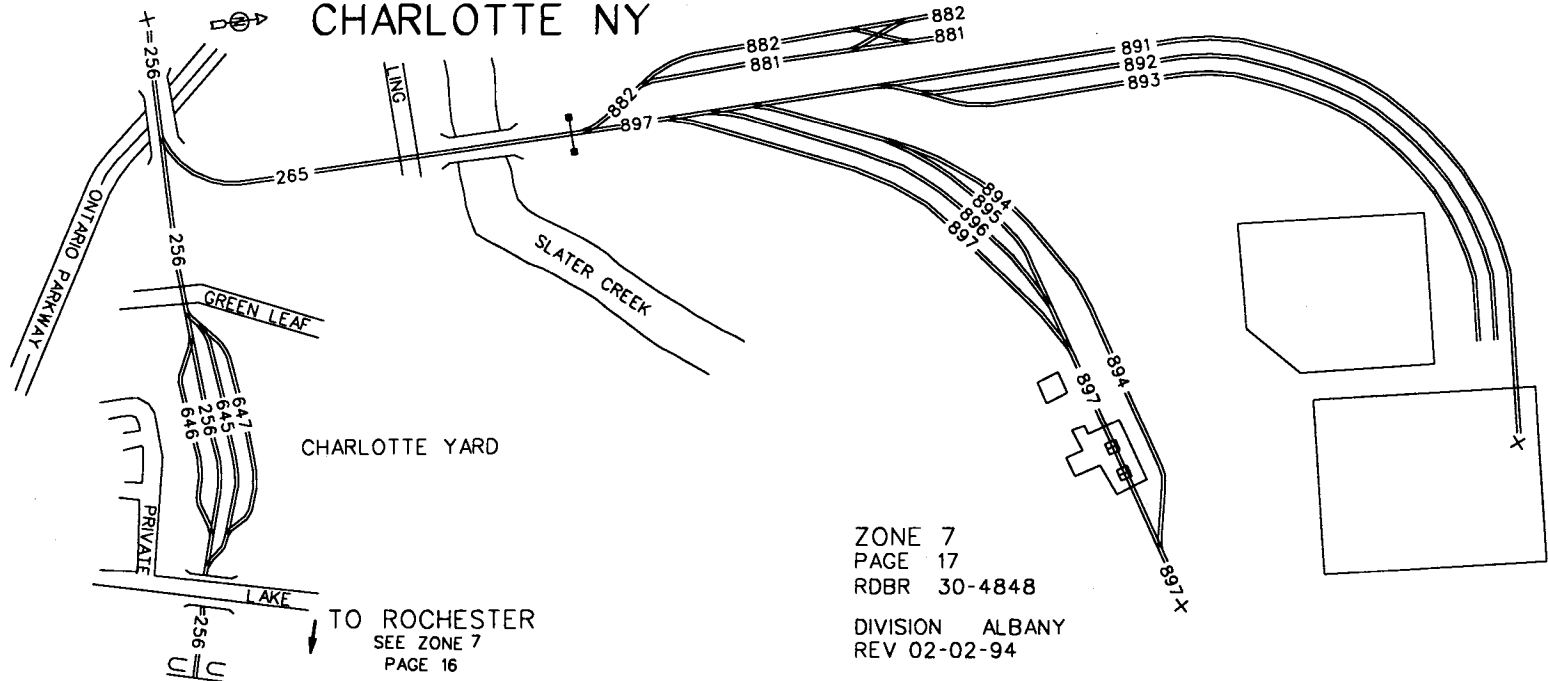 CHARLOTTE NY
N
256
882
882
881
881
LING
882
897
891
892
893
265
ONTARIO PARKWAY
256
GREEN LEAF
SLATER CREEK
894
895
896
897
646
256
645
647
CHARLOTTE YARD
897
894
PRIVATE
LAKE
256
TO ROCHESTER
SEE ZONE 7
PAGE 16
ZONE 7
PAGE 17
RDBR 30-4848
DIVISION ALBANY
REV 02-02-94
897